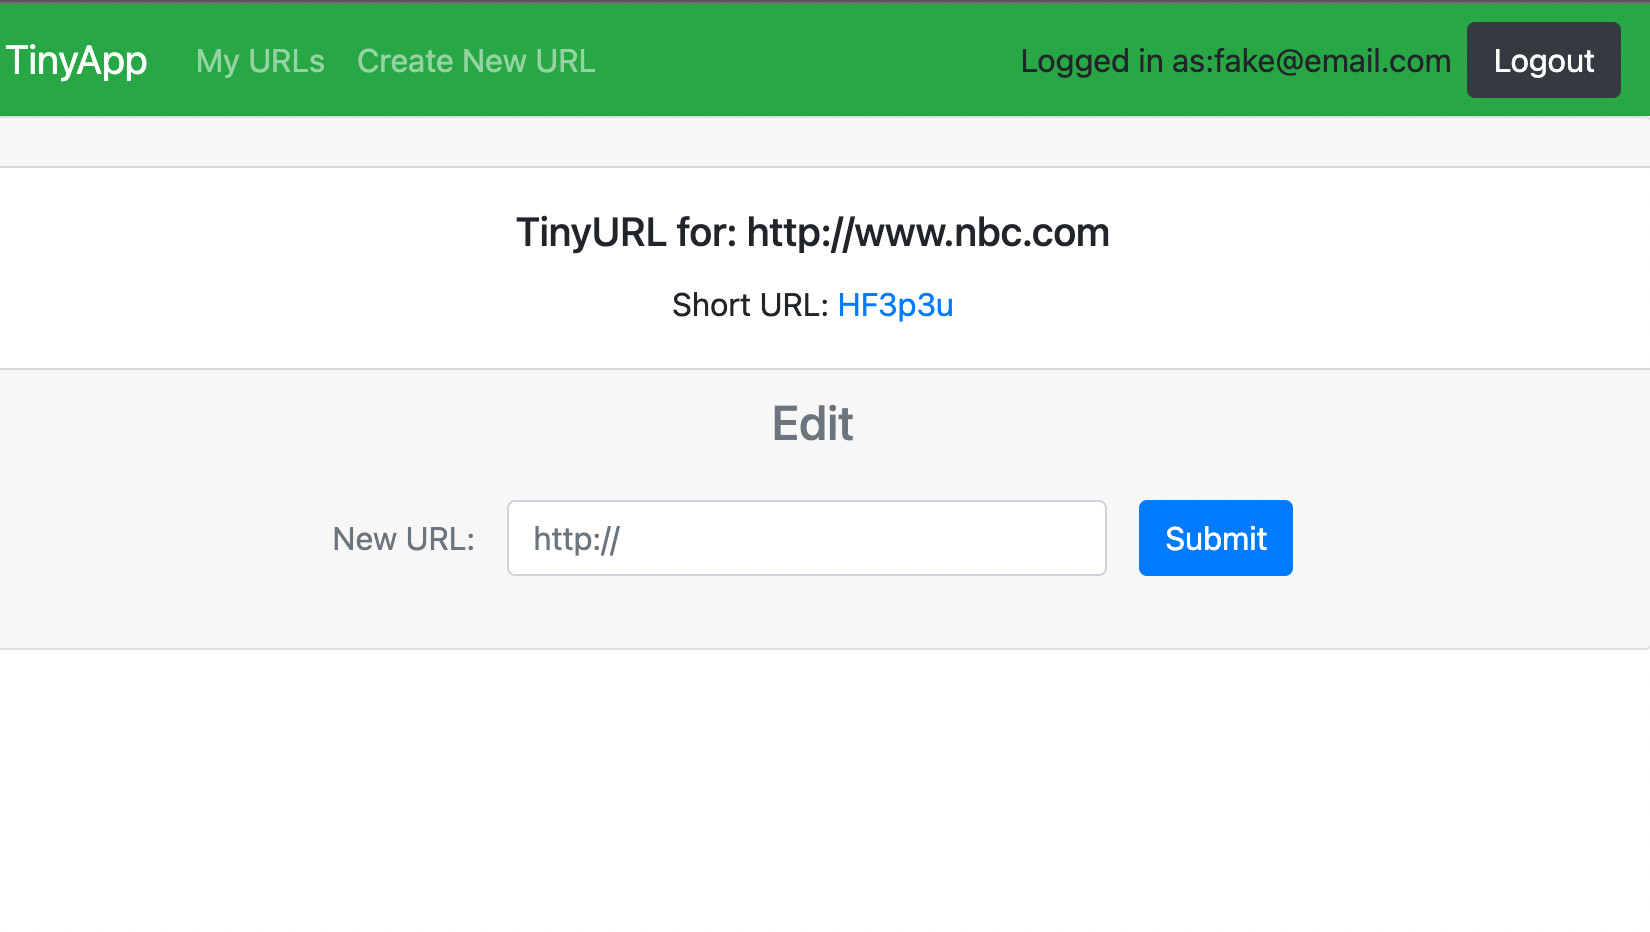 TinyApp My URLs Create New URL Logged in as:fake@email.com Logout
TinyURL for: http://www.nbc.com
Short URL: HF3p3u
Edit
New URL: http:// Submit